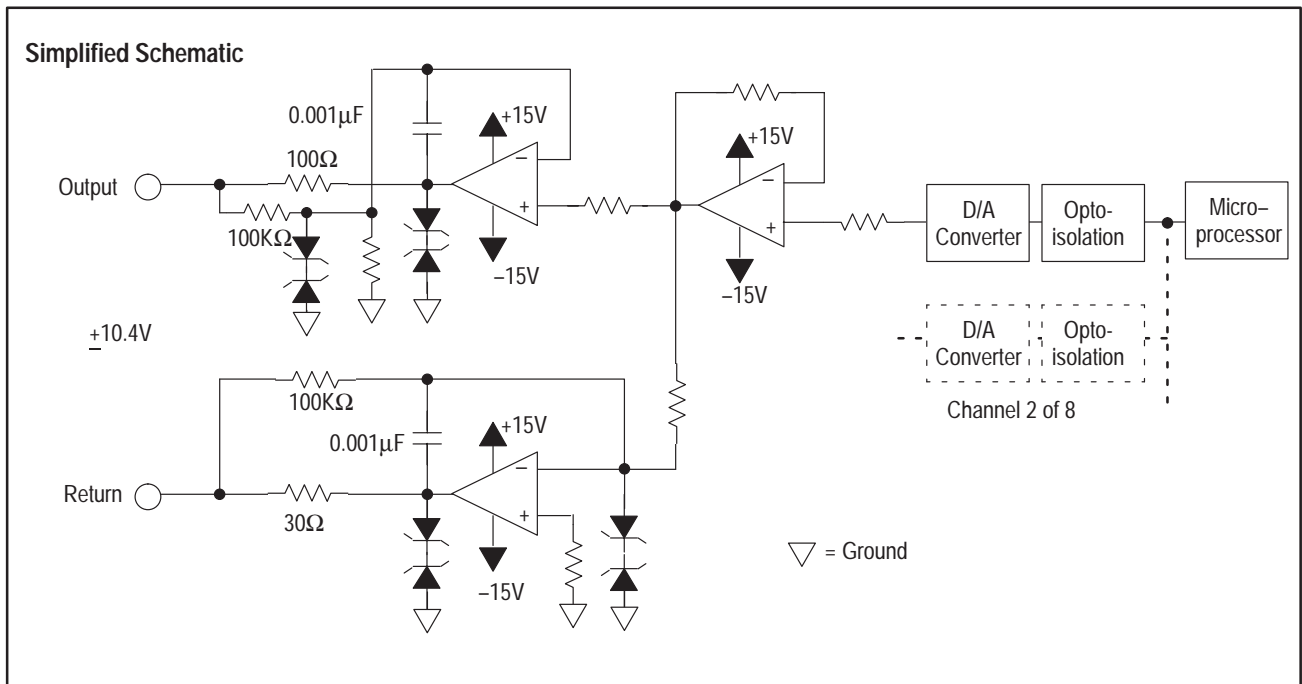 Simplified Schematic
0.001µF
+15V
+15V
100Ω
Output
−
+
−
+
100KΩ
−15V
−15V
D/A
Converter
Opto-
isolation
Micro–
processor
+10.4V
D/A
Converter
Opto-
isolation
Channel 2 of 8
100KΩ
0.001µF
+15V
Return
−
+
30Ω
−15V
= Ground